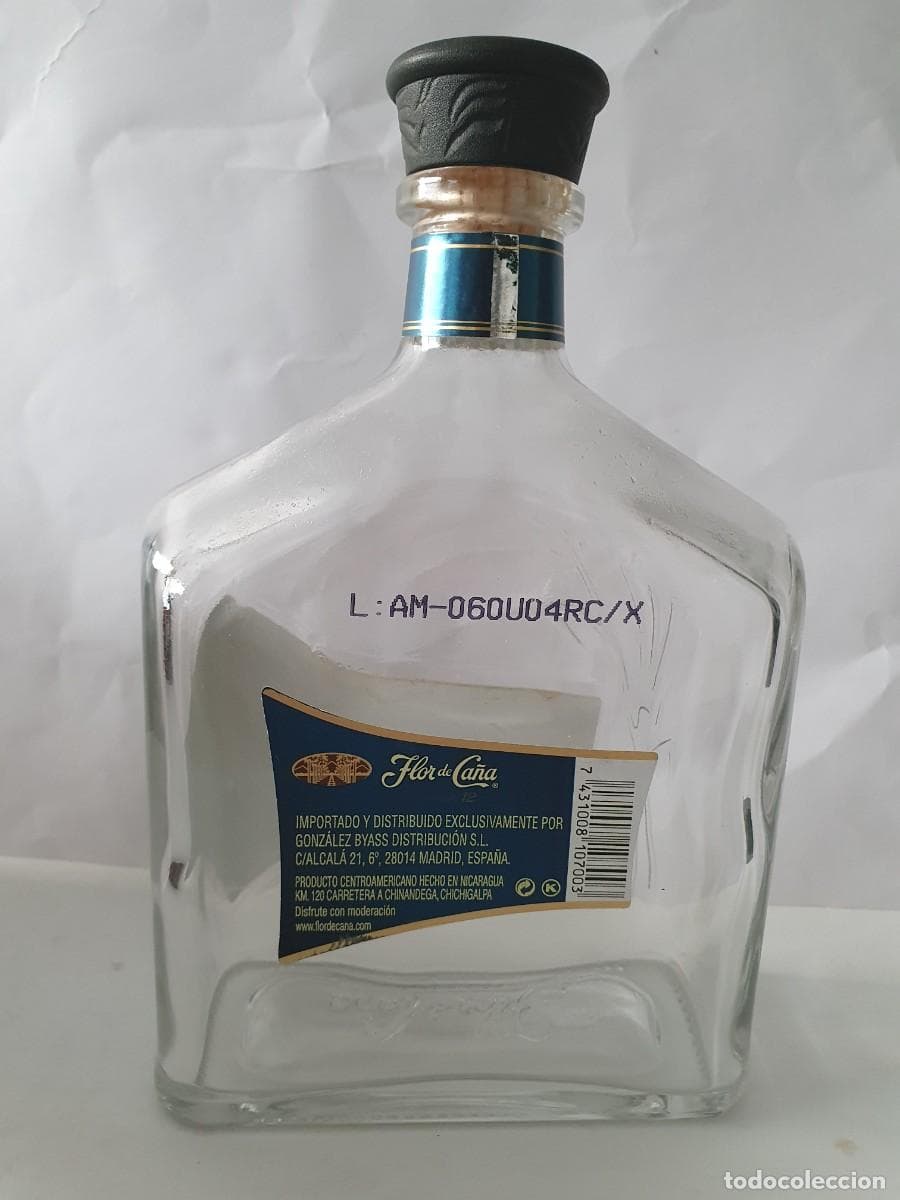 L:AM-060U04RC/X
Flor de Caña®
12
IMPORTADO Y DISTRIBUIDO EXCLUSIVAMENTE POR
GONZÁLEZ BYASS DISTRIBUCIÓN S.L.
C/ALCALÁ 21, 6º, 28014 MADRID, ESPAÑA.
PRODUCTO CENTROAMERICANO HECHO EN NICARAGUA
KM. 120 CARRETERA A CHINANDEGA, CHICHIGALPA
Disfrute con moderación
www.flordecana.com
K
7 431008 107003
todocoleccion